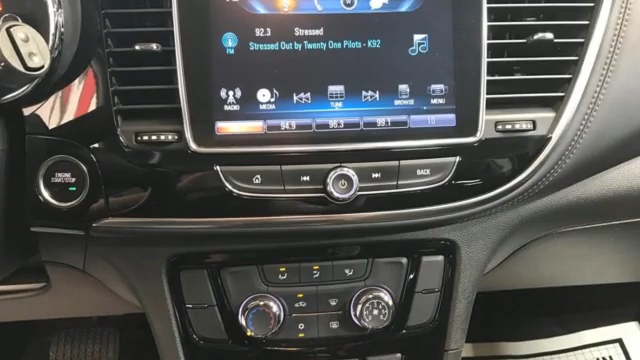 92.3 Stressed
FM Stressed Out by Twenty One Pilots - K92
RADIO MEDIA TUNE BROWSE MENU
94.9 96.3 99.1
ENGINE START/STOP
BACK